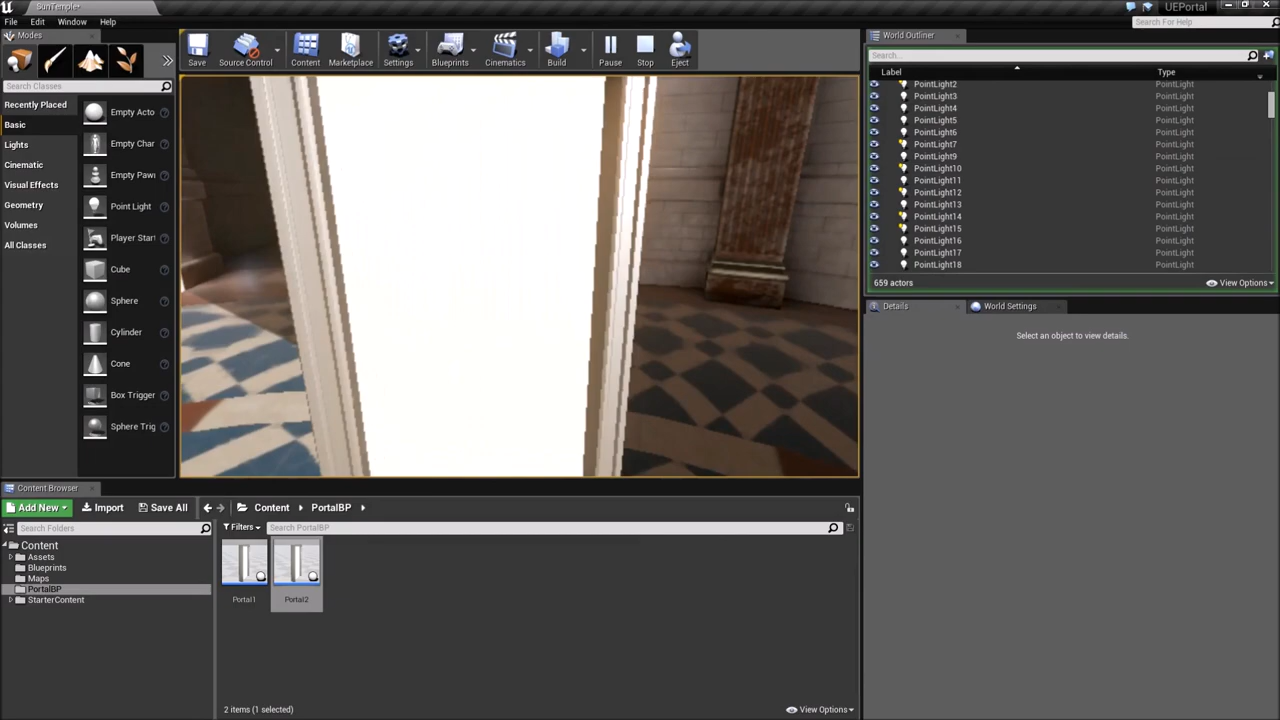 SunTemple*
UEPortal
File Edit Window Help
Search For Help
Modes
World Outliner
Save Source Control Content Marketplace Settings Blueprints Cinematics Build Pause Stop Eject
Search...
Label Type
Search Classes
Recently Placed
Basic
Lights
Cinematic
Visual Effects
Geometry
Volumes
All Classes
Empty Acto
Empty Char
Empty Pawn
Point Light
Player Start
Cube
Sphere
Cylinder
Cone
Box Trigger
Sphere Trig
PointLight2 PointLight
PointLight3 PointLight
PointLight4 PointLight
PointLight5 PointLight
PointLight6 PointLight
PointLight7 PointLight
PointLight9 PointLight
PointLight10 PointLight
PointLight11 PointLight
PointLight12 PointLight
PointLight13 PointLight
PointLight14 PointLight
PointLight15 PointLight
PointLight16 PointLight
PointLight17 PointLight
PointLight18 PointLight
659 actors View Options
Details World Settings
Select an object to view details.
Content Browser
Add New Import Save All Content PortalBP
Search Folders
Filters Search PortalBP
Content
Assets
Blueprints
Maps
PortalBP
StarterContent
Portal1 Portal2
2 items (1 selected) View Options